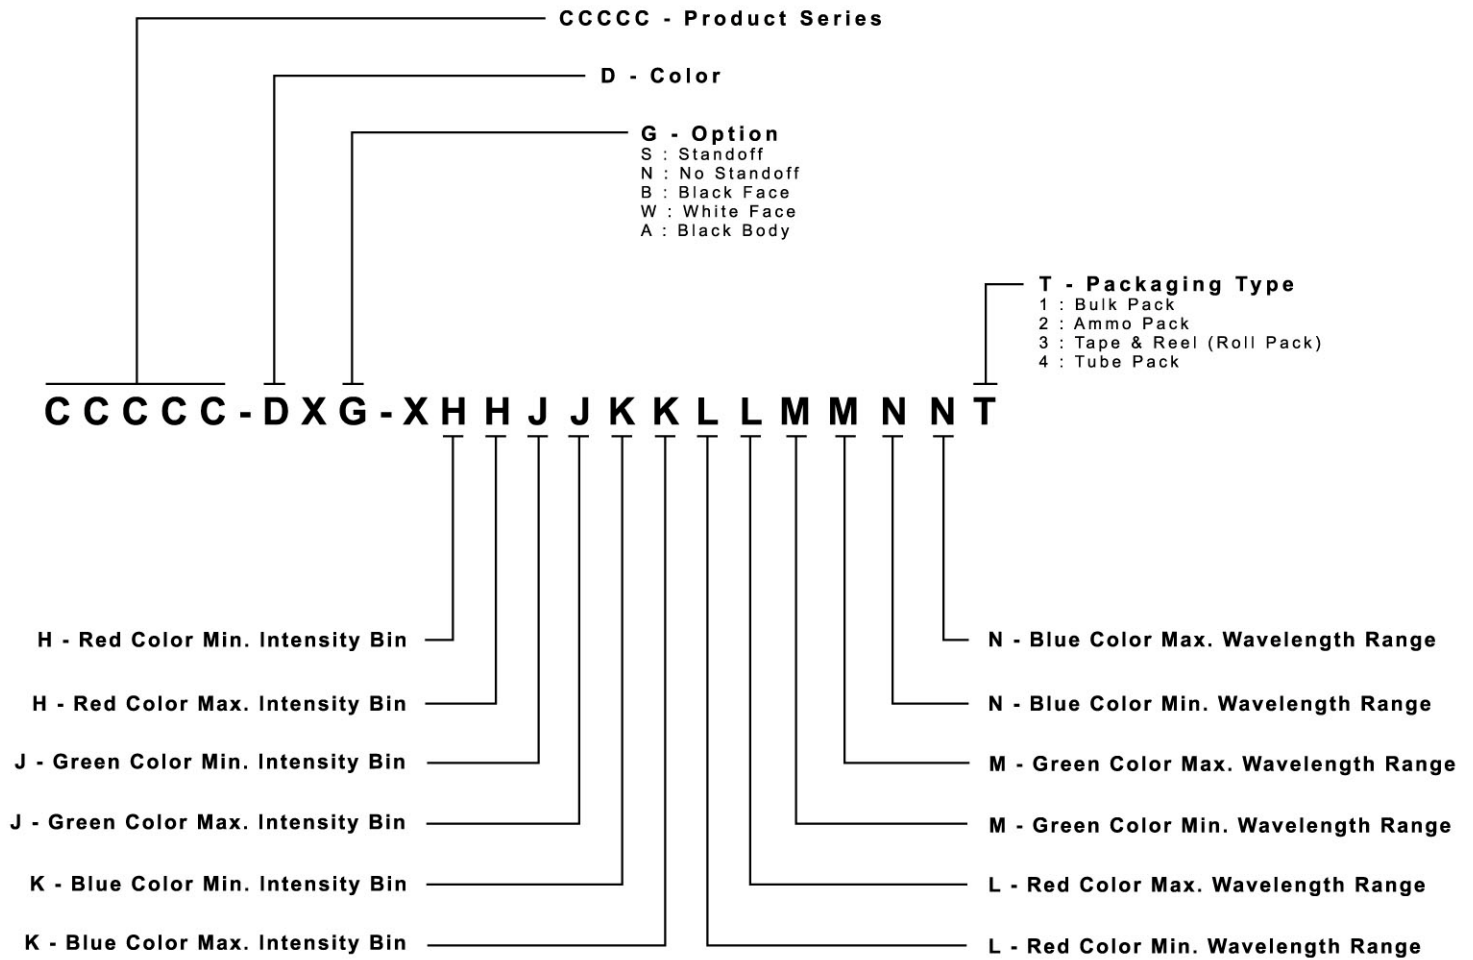 CCCCC - Product Series
D - Color
G - Option
S : Standoff
N : No Standoff
B : Black Face
W : White Face
A : Black Body
T - Packaging Type
1 : Bulk Pack
2 : Ammo Pack
3 : Tape & Reel (Roll Pack)
4 : Tube Pack
C C C C C - D X G - X H H J J K K L L M M N N T
H - Red Color Min. Intensity Bin
H - Red Color Max. Intensity Bin
J - Green Color Min. Intensity Bin
J - Green Color Max. Intensity Bin
K - Blue Color Min. Intensity Bin
K - Blue Color Max. Intensity Bin
N - Blue Color Max. Wavelength Range
N - Blue Color Min. Wavelength Range
M - Green Color Max. Wavelength Range
M - Green Color Min. Wavelength Range
L - Red Color Max. Wavelength Range
L - Red Color Min. Wavelength Range